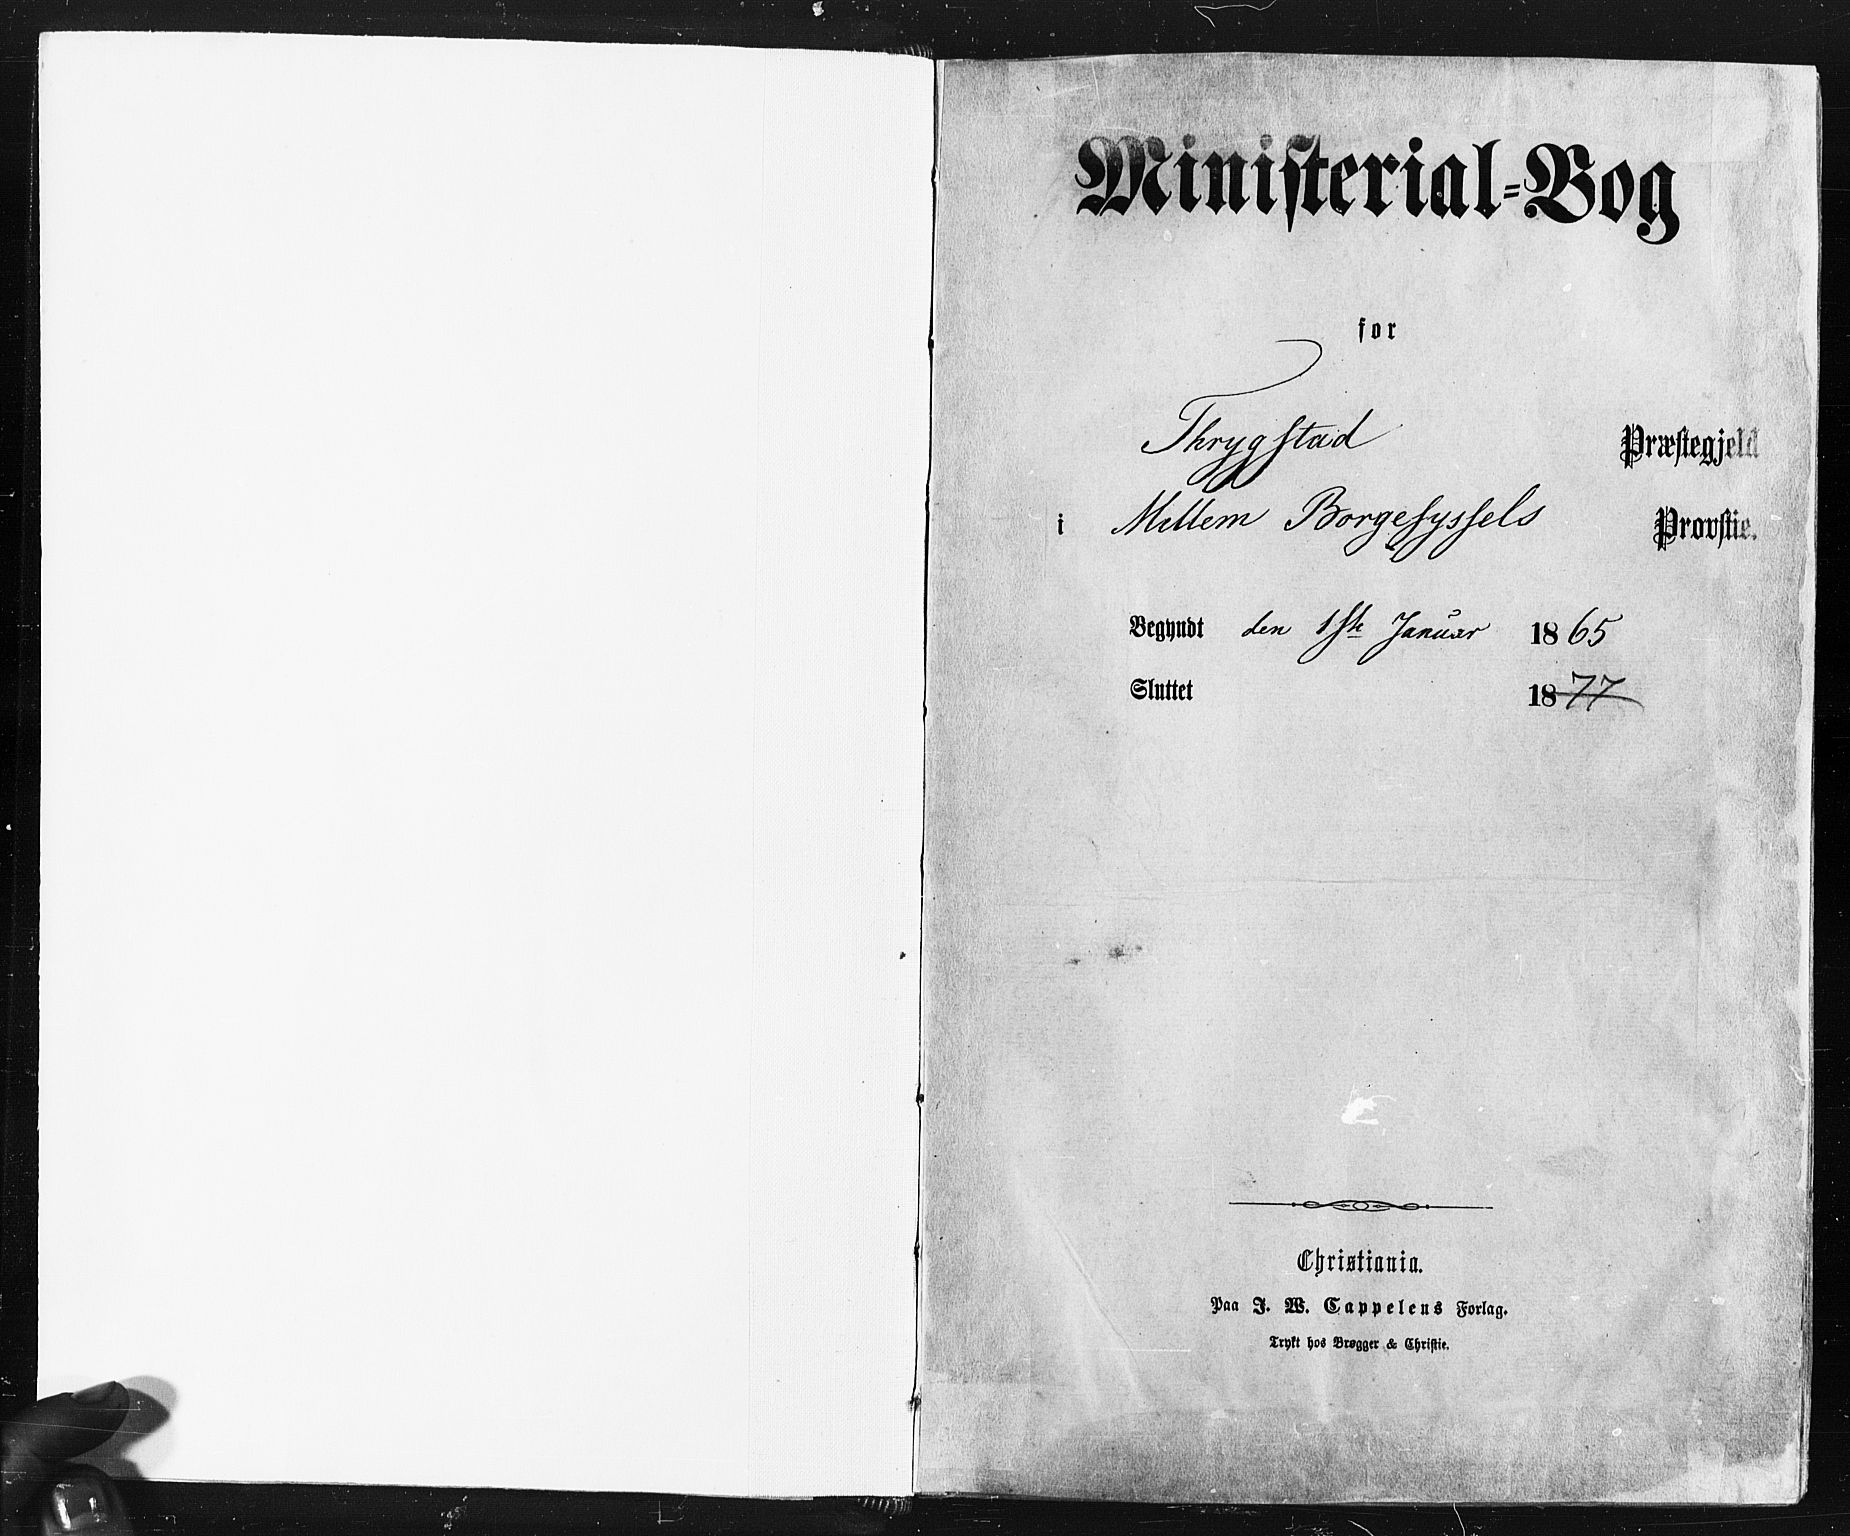 Ministerial-Bog
for
Thrygstad Præstegjeld
i Mellem Borgesyssels Provstie.
Begyndt den 1ste Januar 1865
Sluttet 1877
Christiania.
Paa J. W. Cappelens Forlag.
Trykt hos Brøgger & Christie.